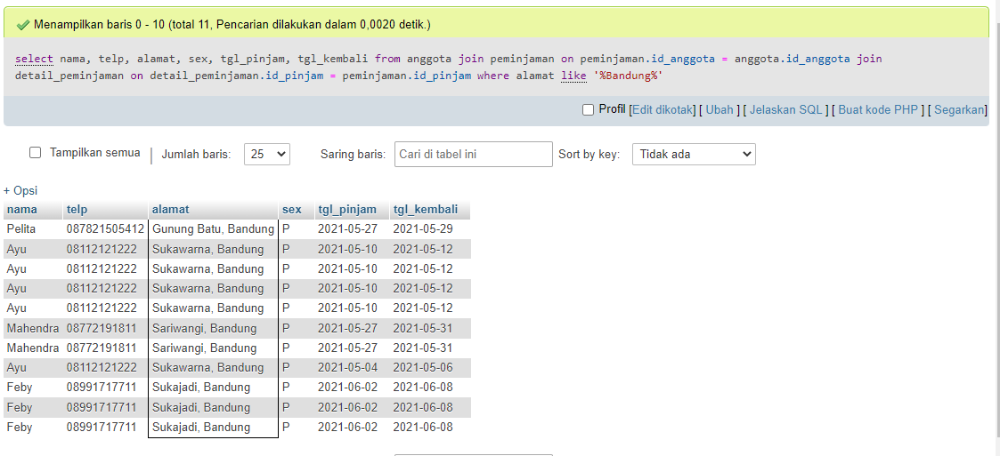 Menampilkan baris 0 - 10 (total 11, Pencarian dilakukan dalam 0,0020 detik.)
select nama, telp, alamat, sex, tgl_pinjam, tgl_kembali from anggota join peminjaman on peminjaman.id_anggota = anggota.id_anggota join
detail_peminjaman on detail_peminjaman.id_pinjam = peminjaman.id_pinjam where alamat like '%Bandung%'
Profil [Edit dikotak] [ Ubah ] [ Jelaskan SQL ] [ Buat kode PHP ] [ Segarkan]
Tampilkan semua | Jumlah baris: 25 Saring baris: Cari di tabel ini Sort by key: Tidak ada
+ Opsi
nama telp alamat sex tgl_pinjam tgl_kembali
Pelita 087821505412 Gunung Batu, Bandung P 2021-05-27 2021-05-29
Ayu 08112121222 Sukawarna, Bandung P 2021-05-10 2021-05-12
Ayu 08112121222 Sukawarna, Bandung P 2021-05-10 2021-05-12
Ayu 08112121222 Sukawarna, Bandung P 2021-05-10 2021-05-12
Ayu 08112121222 Sukawarna, Bandung P 2021-05-10 2021-05-12
Mahendra 08772191811 Sariwangi, Bandung P 2021-05-27 2021-05-31
Mahendra 08772191811 Sariwangi, Bandung P 2021-05-27 2021-05-31
Ayu 08112121222 Sukawarna, Bandung P 2021-05-04 2021-05-06
Feby 08991717711 Sukajadi, Bandung P 2021-06-02 2021-06-08
Feby 08991717711 Sukajadi, Bandung P 2021-06-02 2021-06-08
Feby 08991717711 Sukajadi, Bandung P 2021-06-02 2021-06-08